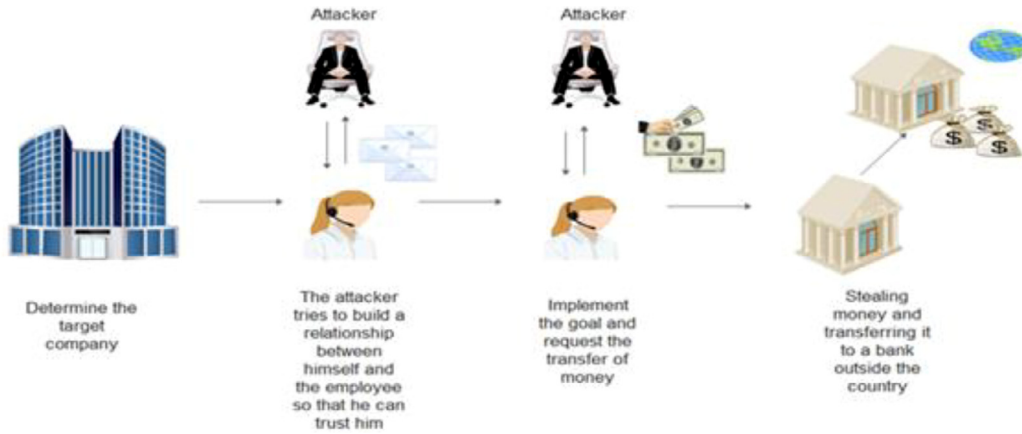 Attacker
Attacker
Determine the
target
company
The attacker
tries to build a
relationship
between
himself and
the employee
so that he can
trust him
Implement
the goal and
request the
transfer of
money
Stealing
money and
transferring it
to a bank
outside the
country
$
$
$